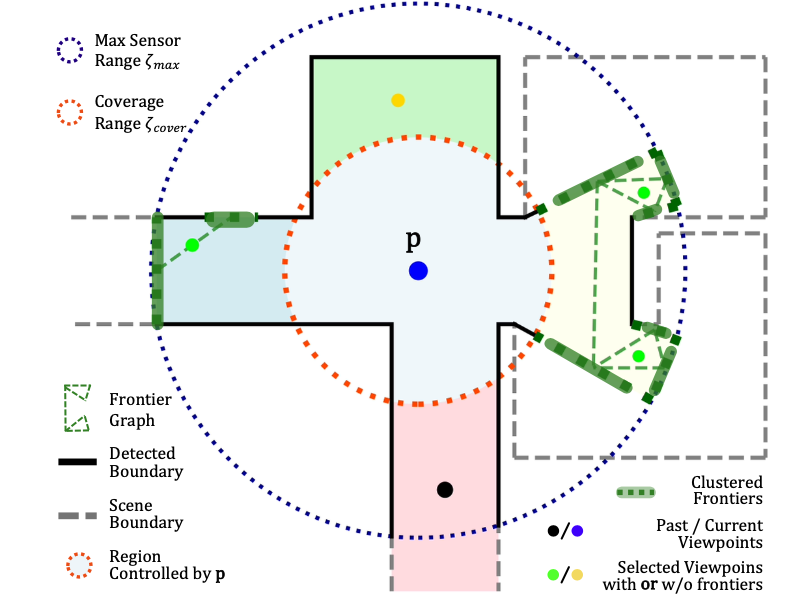 Max Sensor
Range ζmax
Coverage
Range ζcover
p
Frontier
Graph
Detected
Boundary
Scene
Boundary
Region
Controlled by p
Clustered
Frontiers
Past / Current
Viewpoints
Selected Viewpoins
with or w/o frontiers